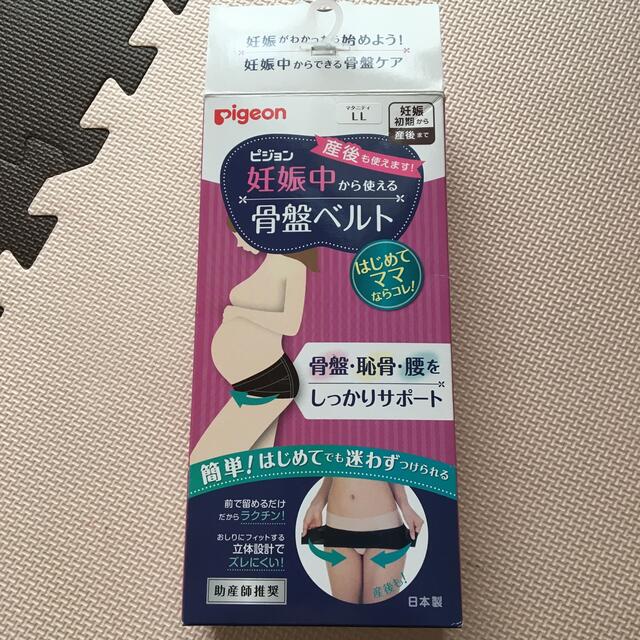 妊娠がわかったら始めよう!
妊娠中からできる骨盤ケア
pigeon
マタニティ
LL
妊娠
初期から
産後まで
産後も使えます!
ピジョン
妊娠中から使える
骨盤ベルト
はじめて
ママ
ならコレ!
骨盤・恥骨・腰を
しっかりサポート
簡単!はじめてでも迷わずつけられる
前で留めるだけ
だからラクチン!
おしりにフィットする
立体設計で
ズレにくい!
産後も!
助産師推奨
日本製